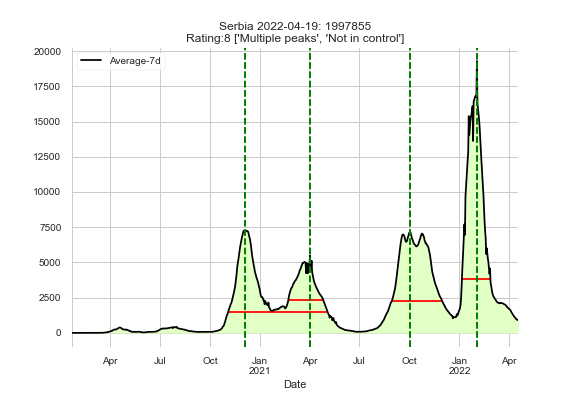 Serbia 2022-04-19: 1997855
Rating:8 ['Multiple peaks', 'Not in control']
Average-7d
20000
17500
15000
12500
10000
7500
5000
2500
0
Apr Jul Oct Jan Apr Jul Oct Jan Apr
2021 2022
Date